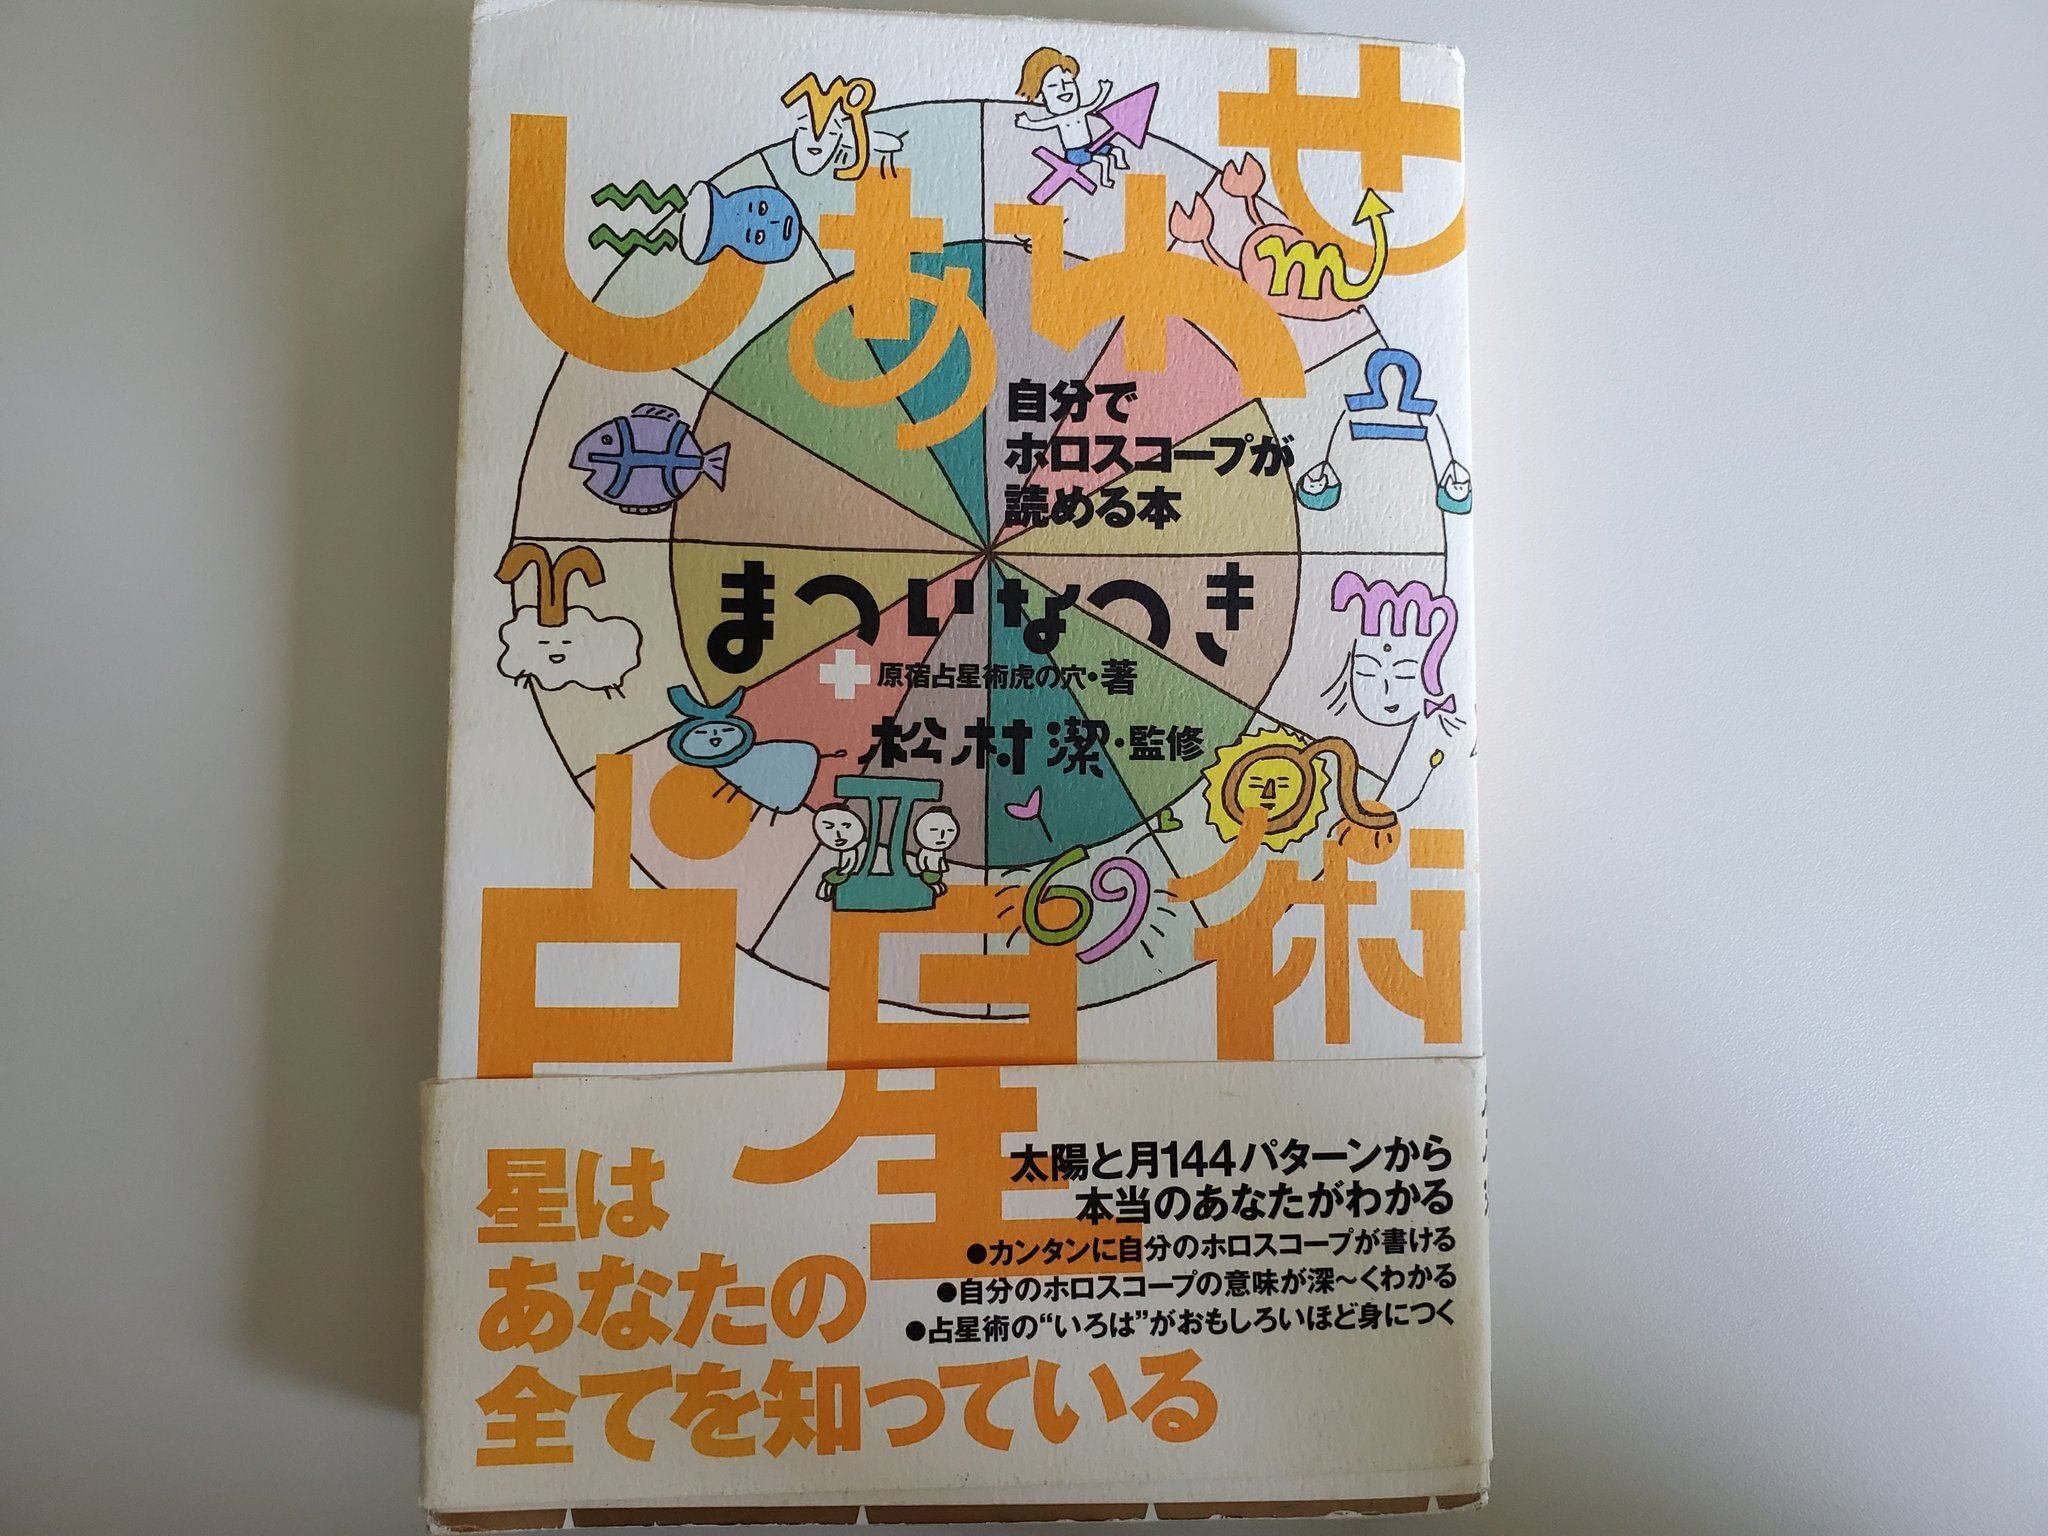 しあわせ
占星術
自分で
ホロスコープが
読める本
まついなつき
原宿占星術虎の穴・著
松村潔・監修
太陽と月144パターンから
本当のあなたがわかる
●カンタンに自分のホロスコープが書ける
●自分のホロスコープの意味が深〜くわかる
●占星術の“いろは”がおもしろいほど身につく
星は
あなたの
全てを知っている